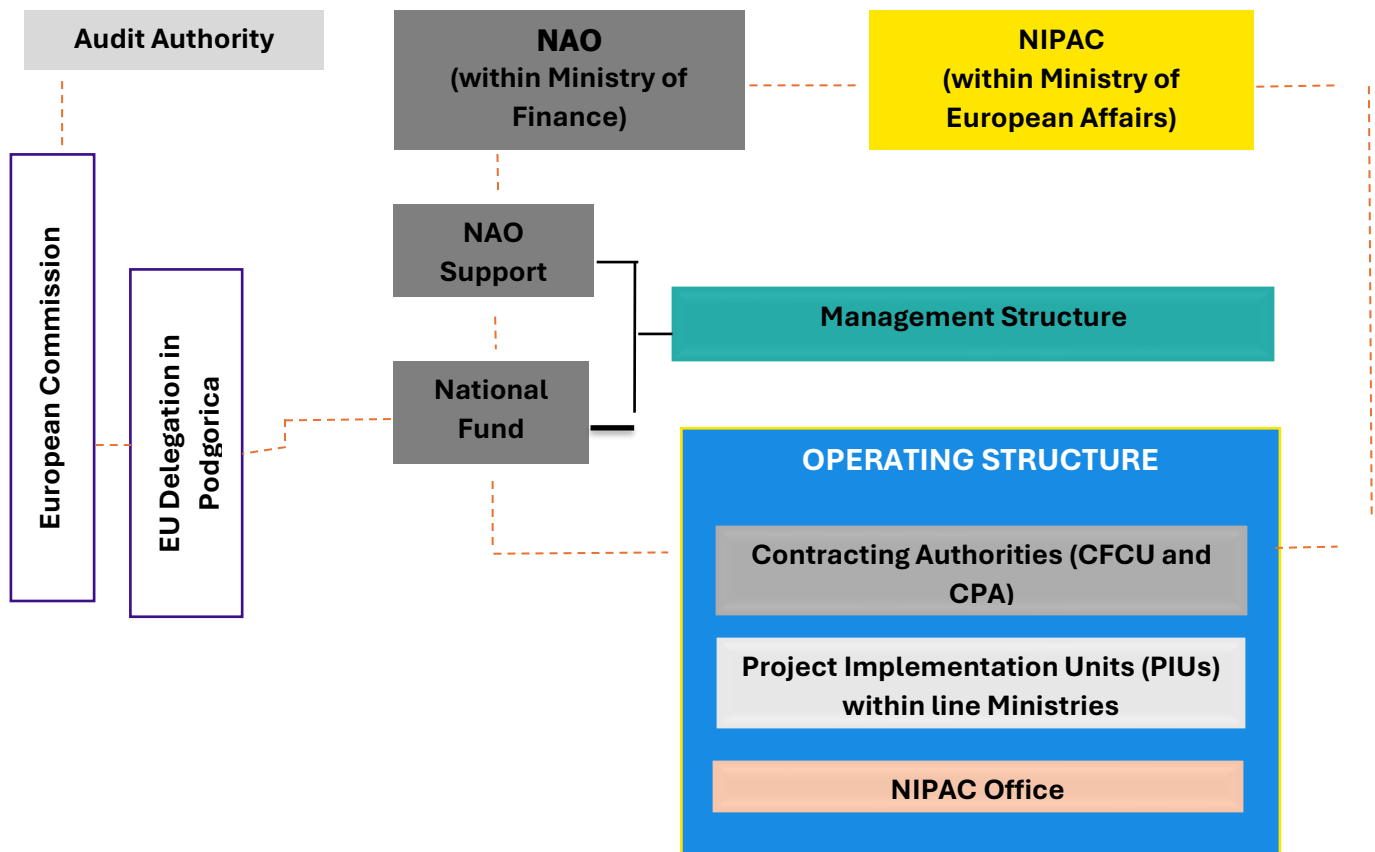 Audit Authority
NAO
(within Ministry of
Finance)
NIPAC
(within Ministry of
European Affairs)
European Commission
EU Delegation in
Podgorica
NAO
Support
National
Fund
Management Structure
OPERATING STRUCTURE
Contracting Authorities (CFCU and
CPA)
Project Implementation Units (PIUs)
within line Ministries
NIPAC Office